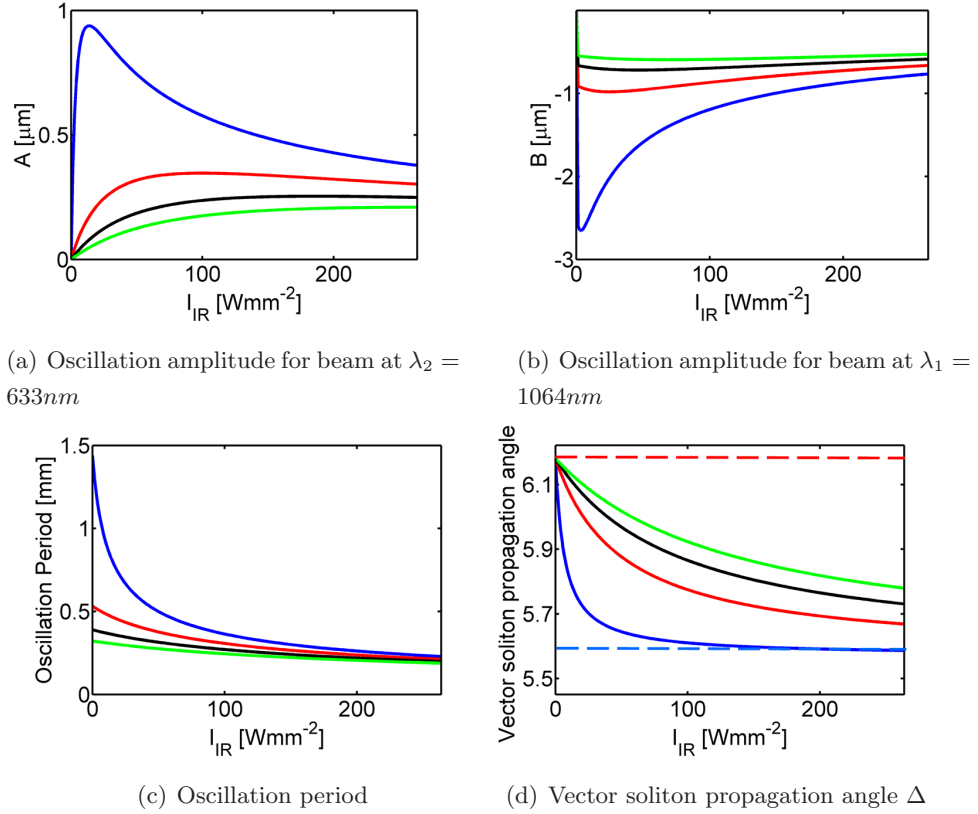 A [μm]
1
0.5
0
0 100 200
I_IR [Wmm⁻²]
B [μm]
-1
-2
-3
0 100 200
I_IR [Wmm⁻²]
(a) Oscillation amplitude for beam at λ₂ =
633nm
(b) Oscillation amplitude for beam at λ₁ =
1064nm
Oscillation Period [mm]
1.5
1
0.5
0
0 100 200
I_IR [Wmm⁻²]
Vector soliton propagation angle
6.1
5.9
5.7
5.5
0 100 200
I_IR [Wmm⁻²]
(c) Oscillation period
(d) Vector soliton propagation angle Δ